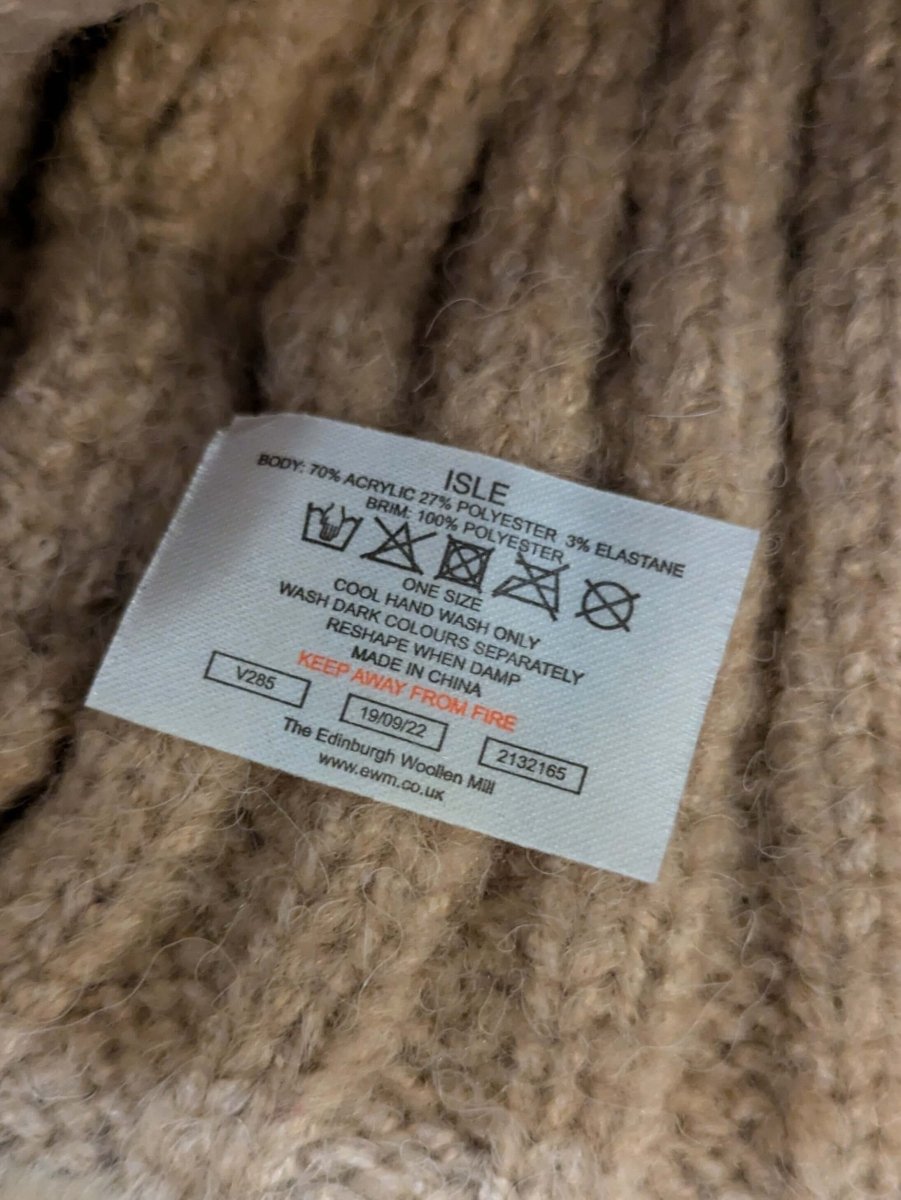 ISLE
BODY: 70% ACRYLIC 27% POLYESTER 3% ELASTANE
BRIM: 100% POLYESTER
ONE SIZE
COOL HAND WASH ONLY
WASH DARK COLOURS SEPARATELY
RESHAPE WHEN DAMP
MADE IN CHINA
KEEP AWAY FROM FIRE
V285
19/09/22
2132165
The Edinburgh Woollen Mill
www.ewm.co.uk